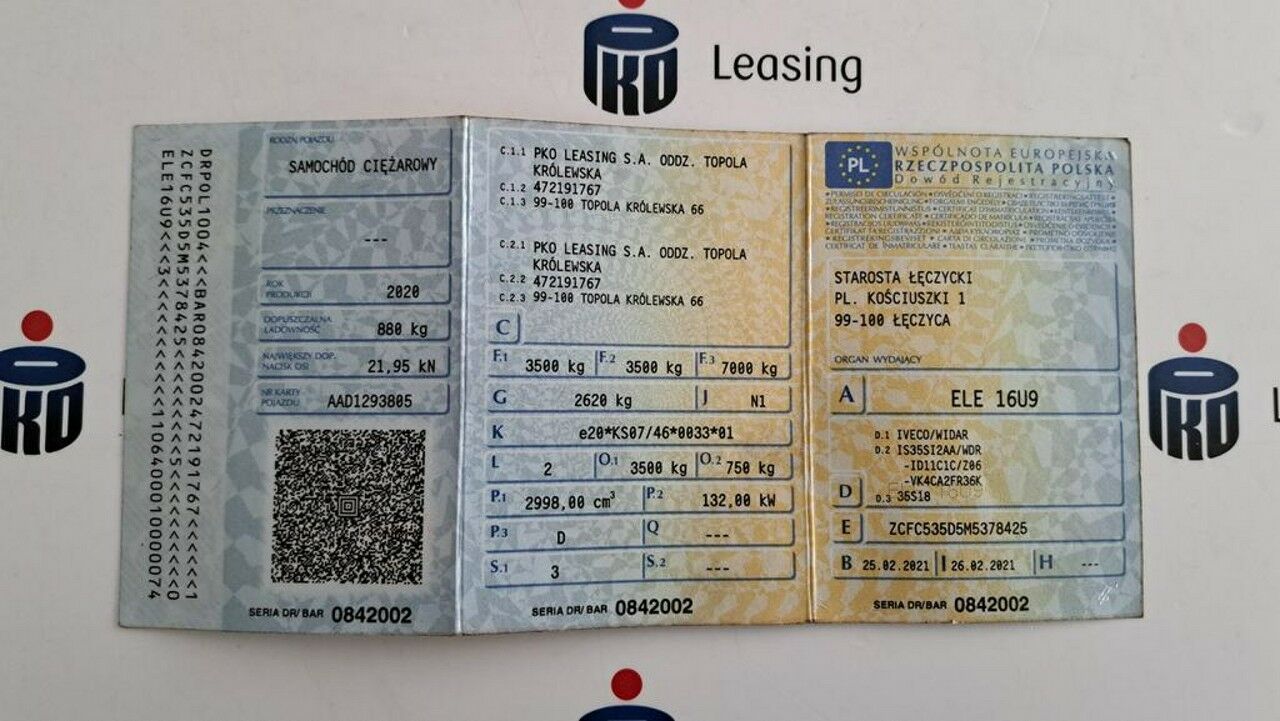 PKO Leasing
DRPOL1004<<BAR0842002472191767<<<<<<1
ZCFC535D5M5378425<<<<<<<<5<<<<<<<<0
RODZAJ POJAZDU
SAMOCHÓD CIĘŻAROWY
PRZEZNACZENIE
---
ROK PRODUKCJI 2020
DOPUSZCZALNA ŁADOWNOŚĆ 880 kg
NAJWIĘKSZY DOP. NACISK OSI 21,95 kN
NR KARTY POJAZDU AAD1293805
SERIA DR/BAR 0842002
C.1.1 PKO LEASING S.A. ODDZ. TOPOLA
KRÓLEWSKA
C.1.2 472191767
C.1.3 99-100 TOPOLA KRÓLEWSKA 66
C.2.1 PKO LEASING S.A. ODDZ. TOPOLA
KRÓLEWSKA
C.2.2 472191767
C.2.3 99-100 TOPOLA KRÓLEWSKA 66
C
F.1 3500 kg F.2 3500 kg F.3 7000 kg
G 2620 kg J N1
K e20*KS07/46*0033*01
L 2 O.1 3500 kg O.2 750 kg
P.1 2998,00 cm³ P.2 132,00 kW
P.3 D Q ---
S.1 3 S.2 ---
SERIA DR/BAR 0842002
PL
WSPÓLNOTA EUROPEJSKA
RZECZPOSPOLITA POLSKA
Dowód Rejestracyjny
STAROSTA ŁĘCZYCKI
PL. KOŚCIUSZKI 1
99-100 ŁĘCZYCA
ORGAN WYDAJĄCY
A ELE 16U9
D.1 IVECO/WIDAR
D.2 IS35SI2AA/WDR
-ID11C1C/Z06
-VK4CA2FR36K
D D.3 35S18
E ZCFC535D5M5378425
B 25.02.2021 I 26.02.2021 H ---
SERIA DR/BAR 0842002
PKO
PKO L